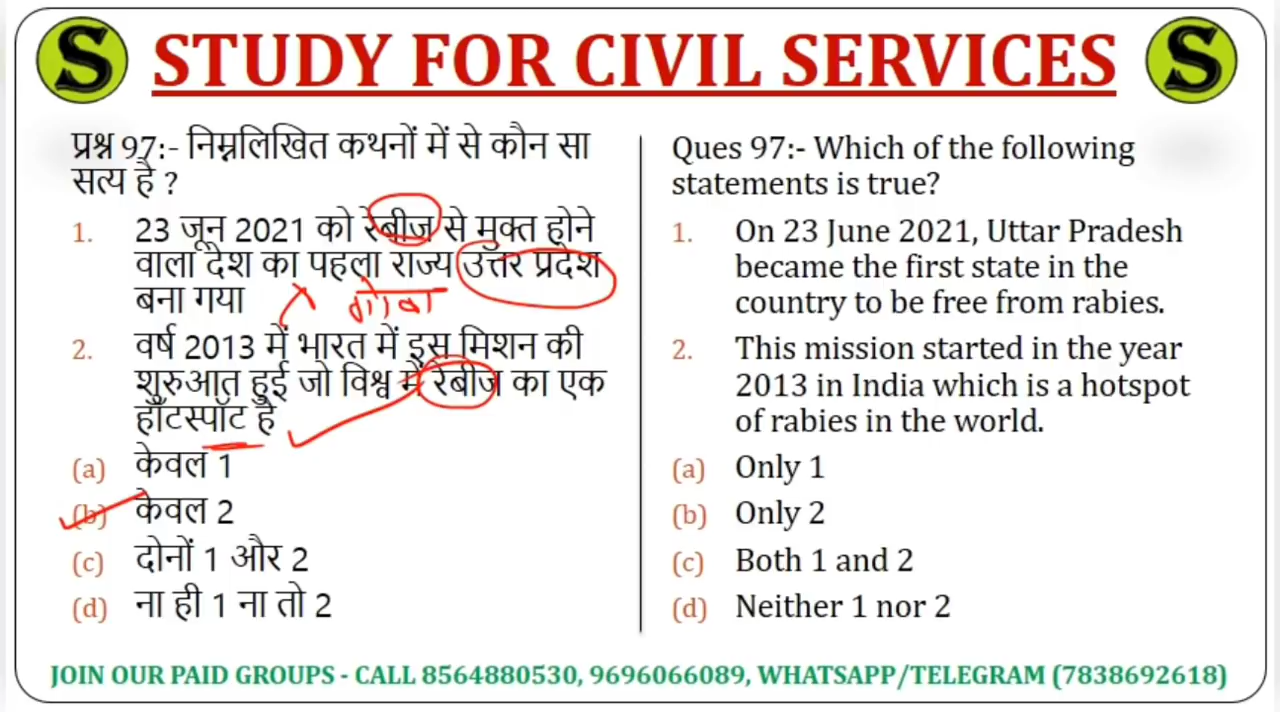 S STUDY FOR CIVIL SERVICES S
प्रश्न 97:- निम्नलिखित कथनों में से कौन सा
सत्य है ?
1. 23 जून 2021 को रेबीज से मुक्त होने
वाला देश का पहला राज्य उत्तर प्रदेश
गोवा
बना गया
2. वर्ष 2013 में भारत में इस मिशन की
शुरुआत हुई जो विश्व में रेबीज का एक
हॉटस्पॉट है
(a) केवल 1
(b) केवल 2
(c) दोनों 1 और 2
(d) ना ही 1 ना तो 2
Ques 97:- Which of the following
statements is true?
1. On 23 June 2021, Uttar Pradesh
became the first state in the
country to be free from rabies.
2. This mission started in the year
2013 in India which is a hotspot
of rabies in the world.
(a) Only 1
(b) Only 2
(c) Both 1 and 2
(d) Neither 1 nor 2
JOIN OUR PAID GROUPS - CALL 8564880530, 9696066089, WHATSAPP/TELEGRAM (7838692618)